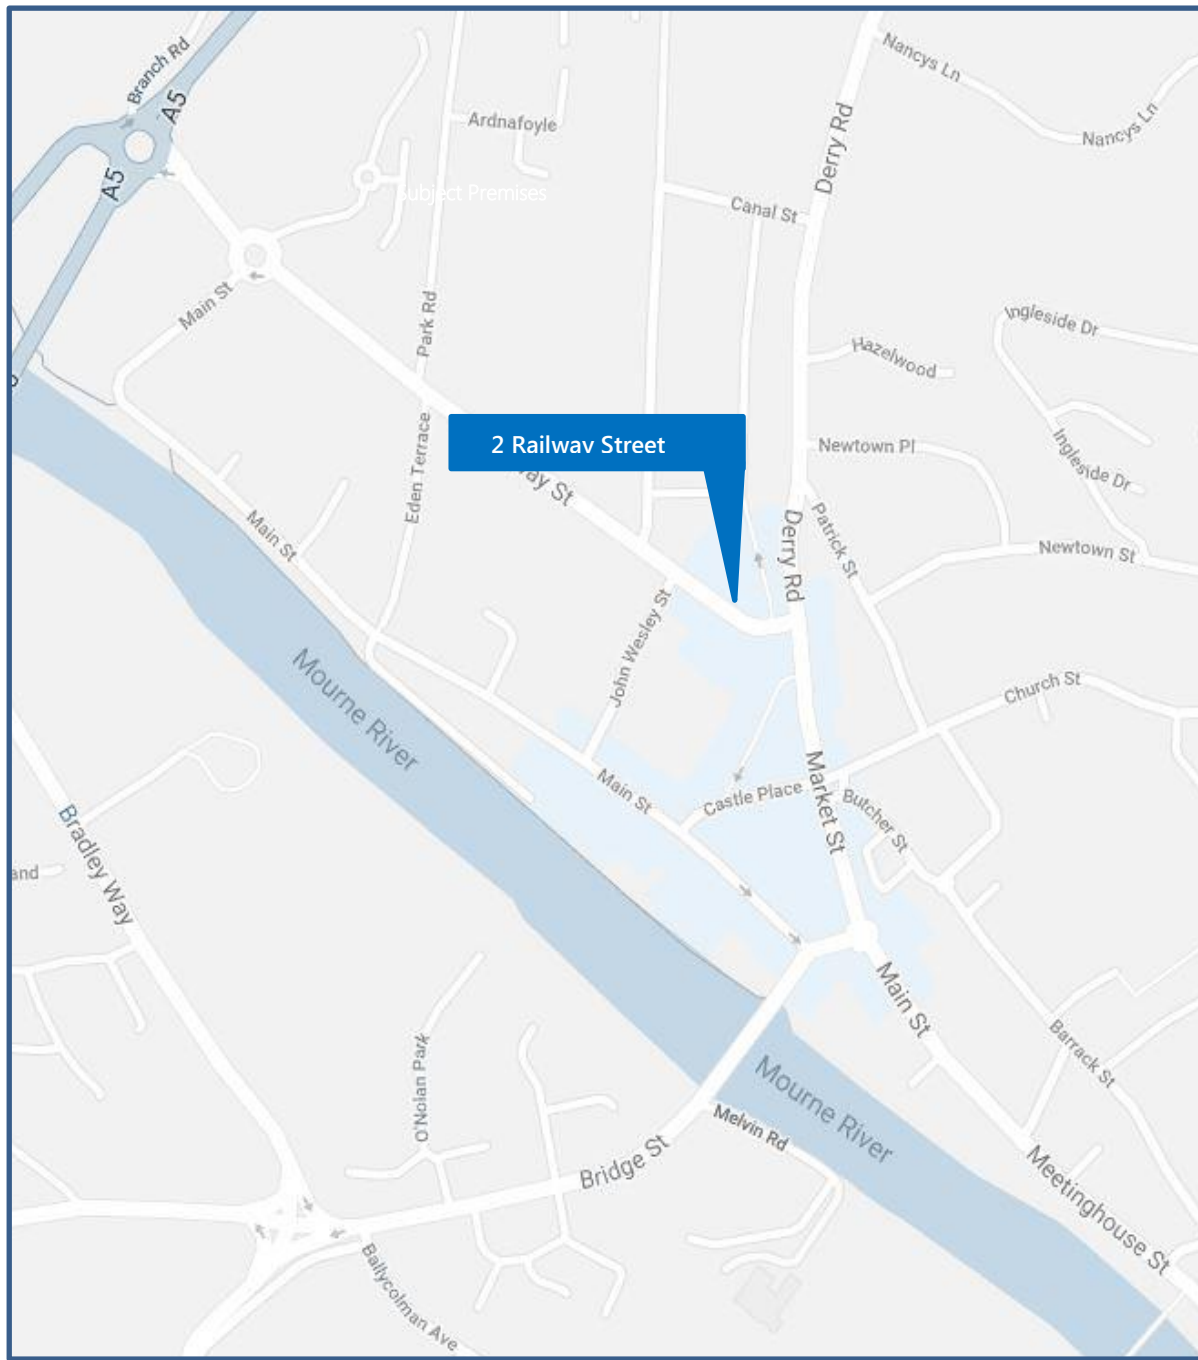 Branch Rd
A5
A5
Ardnafoyle
Subject Premises
Derry Rd
Nancys Ln
Nancys Ln
Canal St
Main St
Park Rd
Ingleside Dr
Hazelwood
2 Railway Street
way St
Eden Terrace
Newtown Pl
Ingleside Dr
Main St
Derry Rd
Patrick St
Newtown St
John Wesley St
Mourne River
Church St
Main St
Castle Place
Market St
Butcher St
Bradley Way
and
Main St
O'Nolan Park
Barrack St
Mourne River
Melvin Rd
Bridge St
Meetinghouse St
Ballycolman Ave